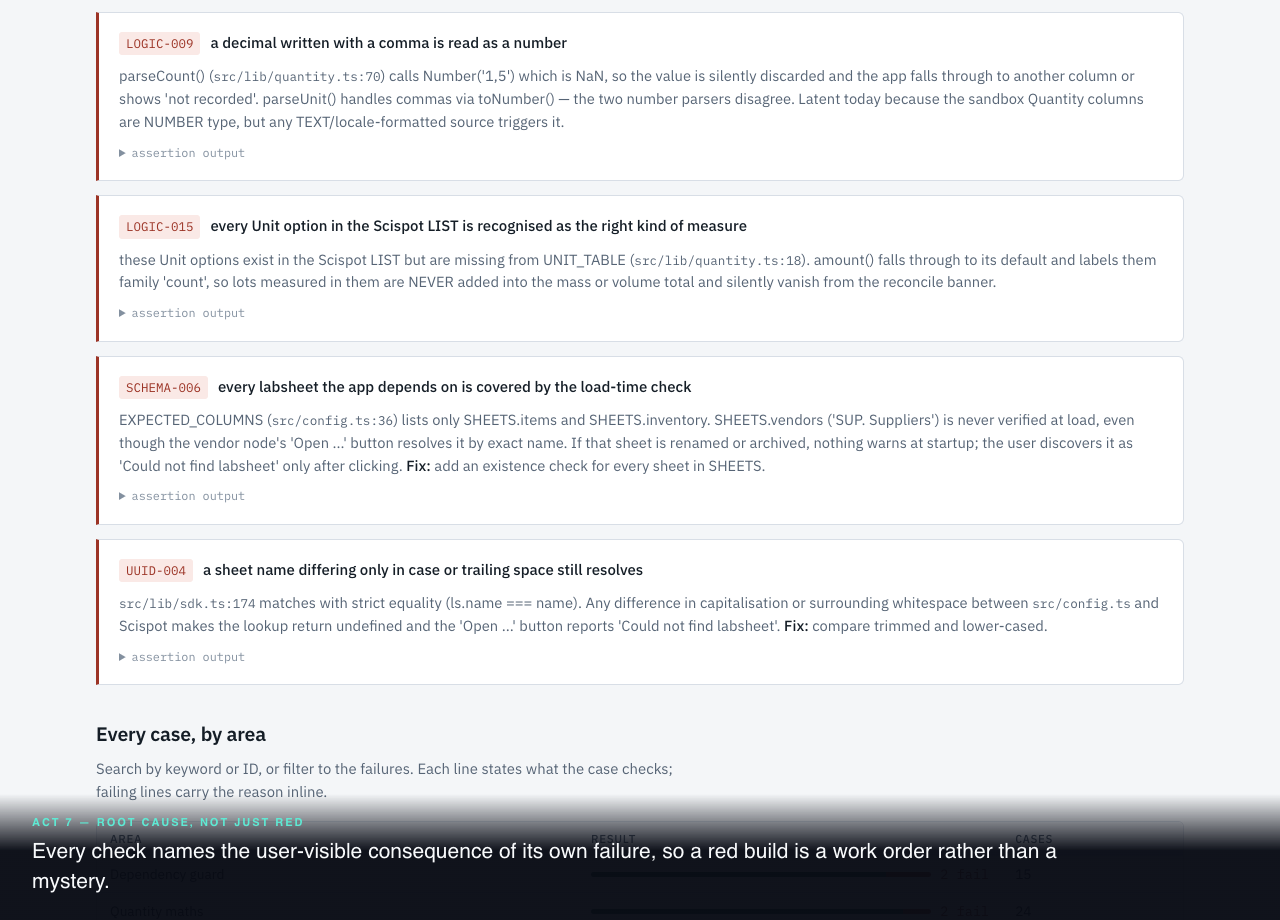 LOGIC-009 a decimal written with a comma is read as a number
parseCount() (src/lib/quantity.ts:70) calls Number('1,5') which is NaN, so the value is silently discarded and the app falls through to another column or
shows 'not recorded'. parseUnit() handles commas via toNumber() — the two number parsers disagree. Latent today because the sandbox Quantity columns
are NUMBER type, but any TEXT/locale-formatted source triggers it.
▶ assertion output
LOGIC-015 every Unit option in the Scispot LIST is recognised as the right kind of measure
these Unit options exist in the Scispot LIST but are missing from UNIT_TABLE (src/lib/quantity.ts:18). amount() falls through to its default and labels them
family 'count', so lots measured in them are NEVER added into the mass or volume total and silently vanish from the reconcile banner.
▶ assertion output
SCHEMA-006 every labsheet the app depends on is covered by the load-time check
EXPECTED_COLUMNS (src/config.ts:36) lists only SHEETS.items and SHEETS.inventory. SHEETS.vendors ('SUP. Suppliers') is never verified at load, even
though the vendor node's 'Open ...' button resolves it by exact name. If that sheet is renamed or archived, nothing warns at startup; the user discovers it as
'Could not find labsheet' only after clicking. Fix: add an existence check for every sheet in SHEETS.
▶ assertion output
UUID-004 a sheet name differing only in case or trailing space still resolves
src/lib/sdk.ts:174 matches with strict equality (ls.name === name). Any difference in capitalisation or surrounding whitespace between src/config.ts and
Scispot makes the lookup return undefined and the 'Open ...' button reports 'Could not find labsheet'. Fix: compare trimmed and lower-cased.
▶ assertion output
Every case, by area
Search by keyword or ID, or filter to the failures. Each line states what the case checks;
failing lines carry the reason inline.
ACT 7 — ROOT CAUSE, NOT JUST RED
AREA RESULT CASES
Every check names the user-visible consequence of its own failure, so a red build is a work order rather than a
mystery.
Dependency guard
Quantity maths